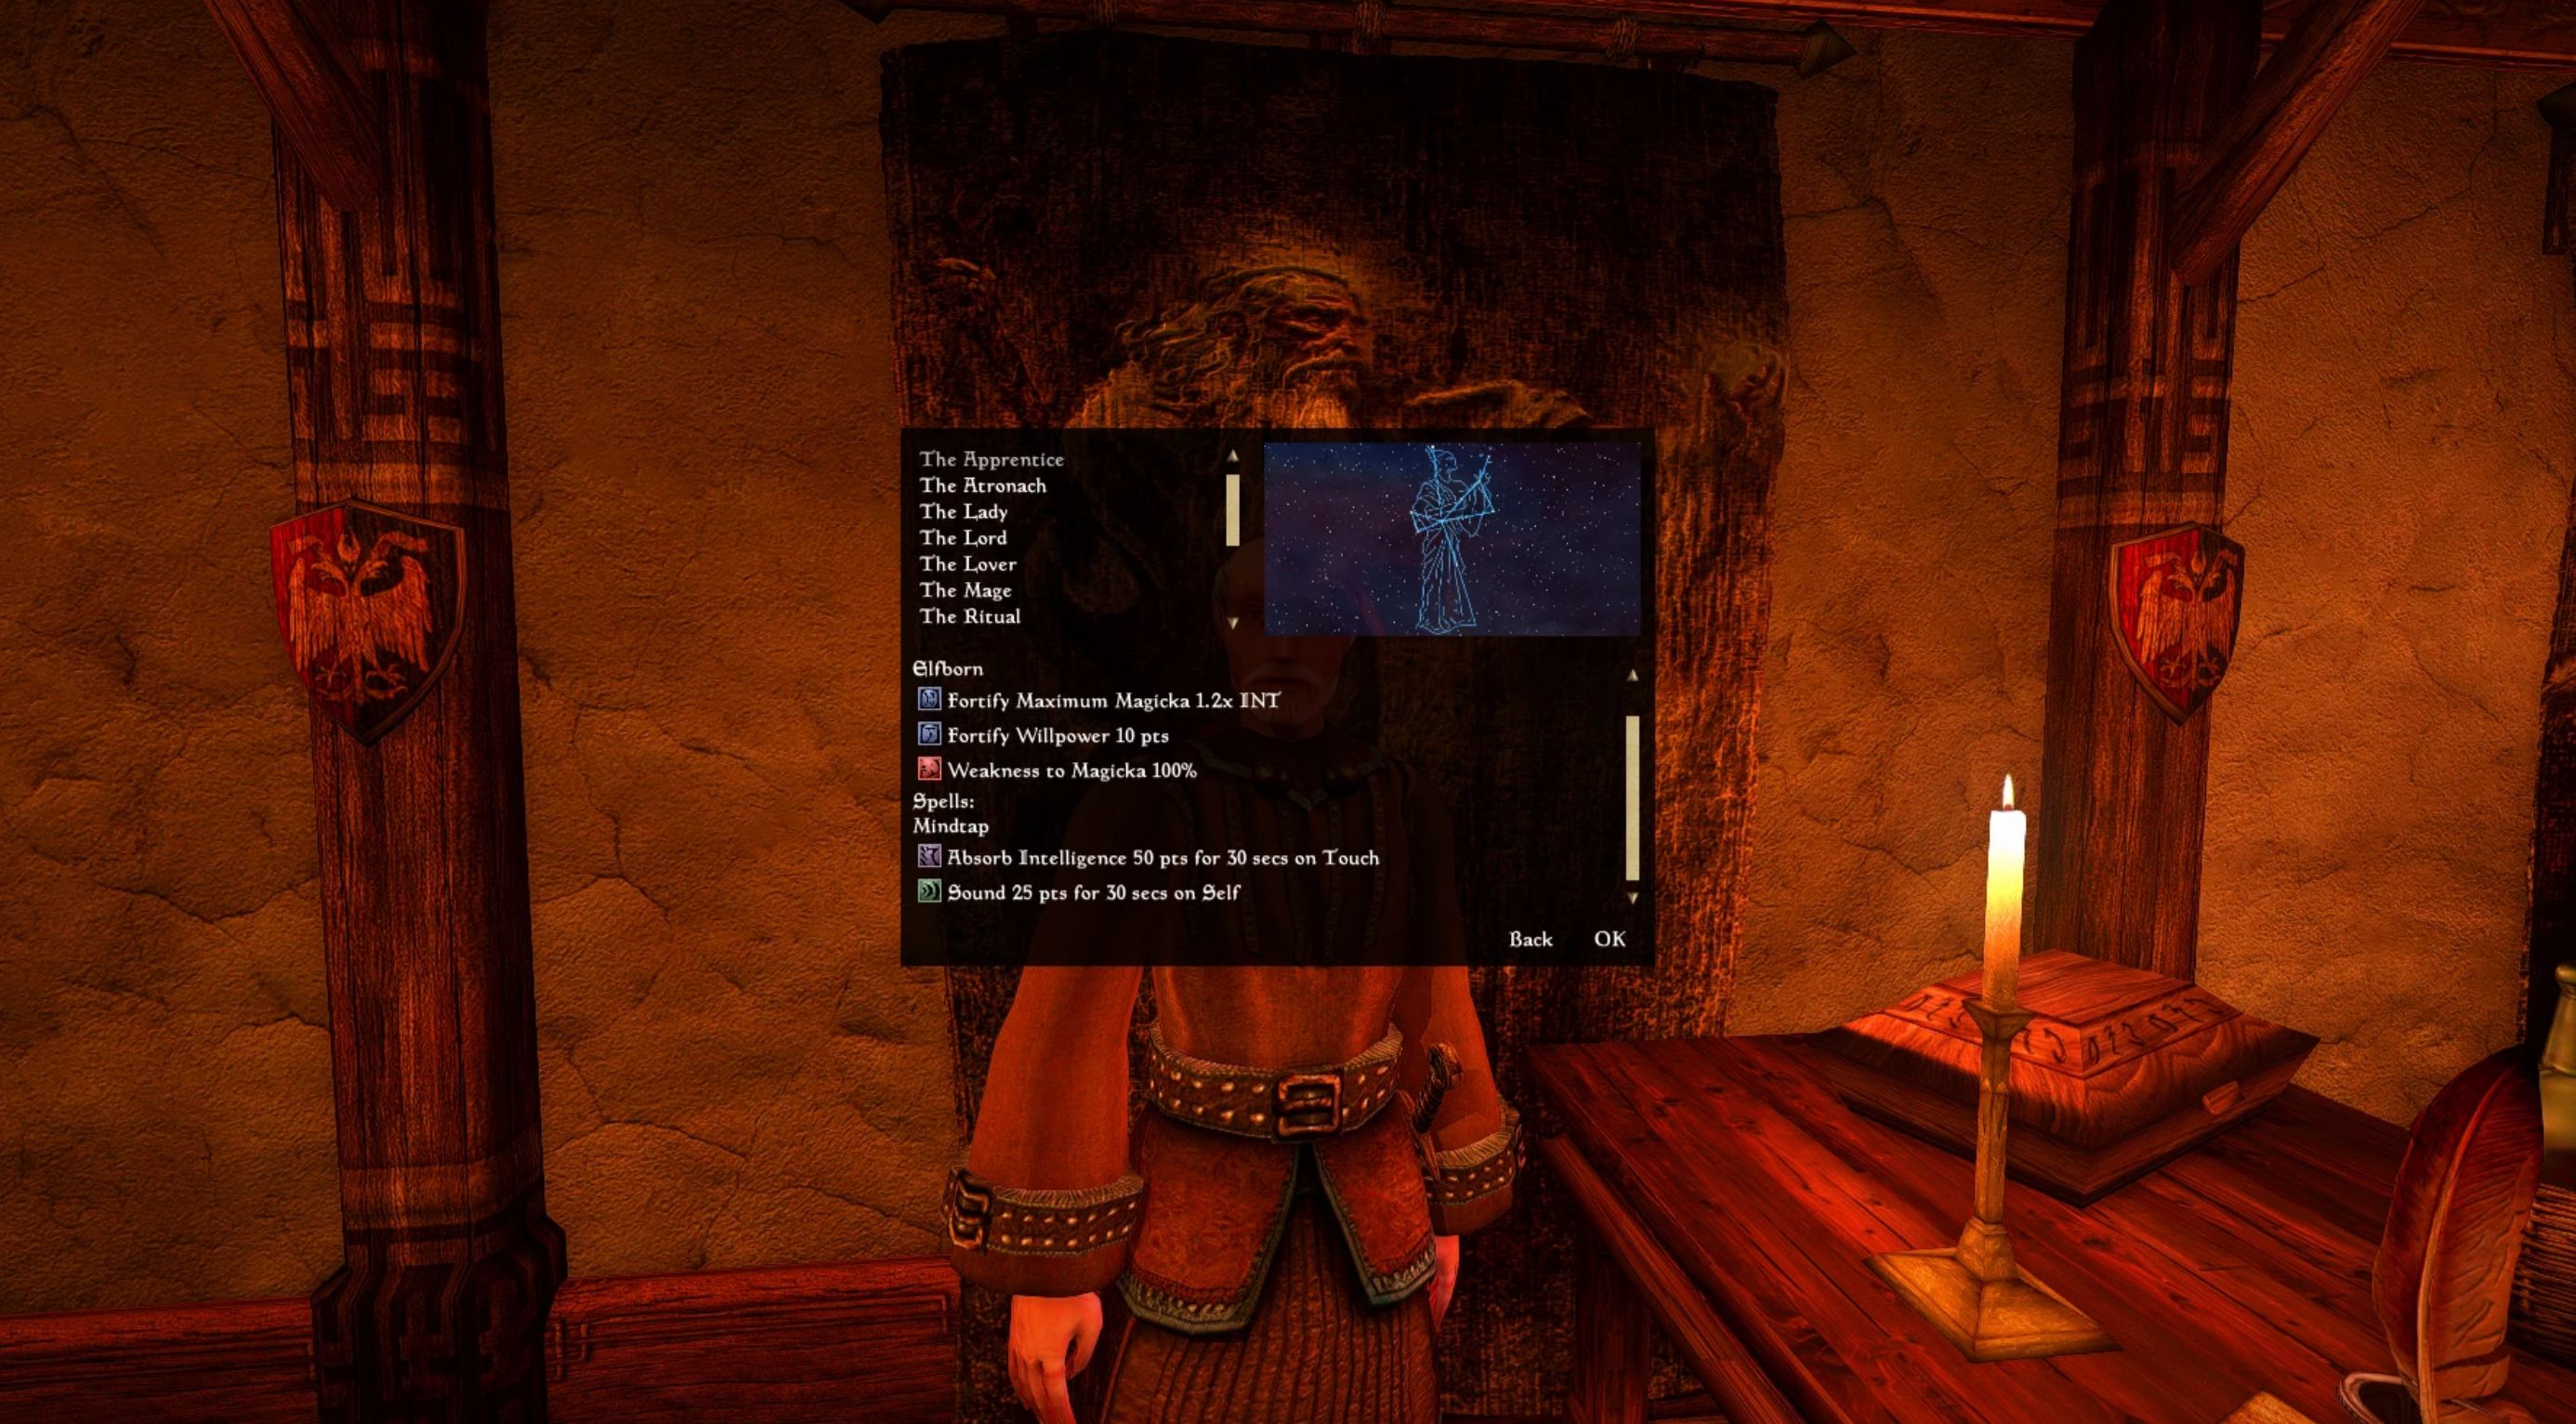 The Apprentice
The Atronach
The Lady
The Lord
The Lover
The Mage
The Ritual
Elfborn
Fortify Maximum Magicka 1.2x INT
Fortify Willpower 10 pts
Weakness to Magicka 100%
Spells:
Mindtap
Absorb Intelligence 50 pts for 30 secs on Touch
Sound 25 pts for 30 secs on Self
Back OK